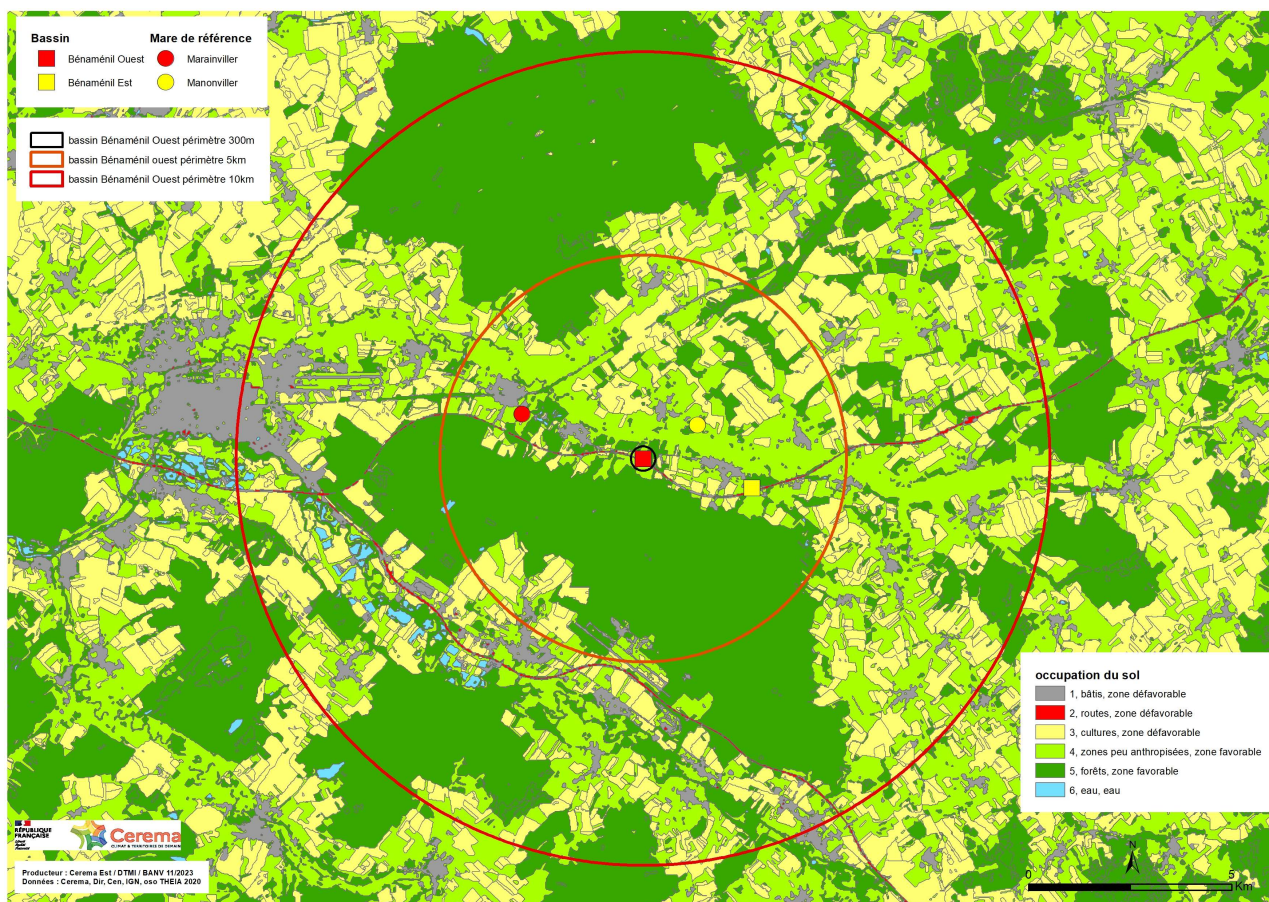 Bassin
Mare de référence
Bénaménil Ouest
Marainviller
Bénaménil Est
Manonviller
bassin Bénaménil Ouest périmètre 300m
bassin Bénaménil ouest périmètre 5km
bassin Bénaménil Ouest périmètre 10km
occupation du sol
1, bâtis, zone défavorable
2, routes, zone défavorable
3, cultures, zone défavorable
4, zones peu anthropisées, zone favorable
5, forêts, zone favorable
6, eau, eau
RÉPUBLIQUE
FRANÇAISE
Cerema
CLIMAT & TERRITOIRES DE DEMAIN
Producteur : Cerema Est / DTMI / BANV 11/2023
Données : Cerema, Dir, Cen, IGN, oso THEIA 2020
N
0
5
Km